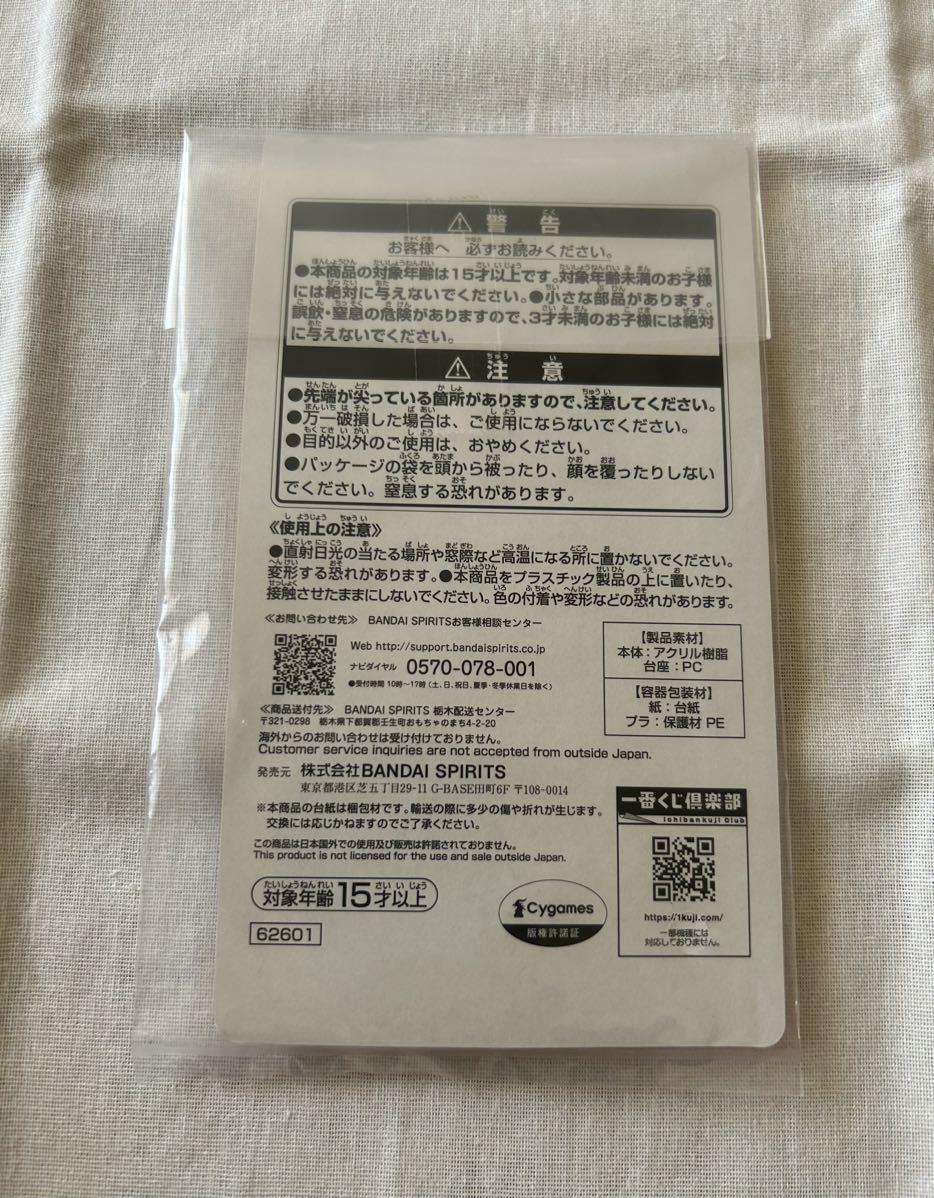 ⚠ 警告
お客様へ 必ずお読みください。
●本商品の対象年齢は15才以上です。対象年齢未満のお子様
には絶対に与えないでください。●小さな部品があります。
誤飲・窒息の危険がありますので、3才未満のお子様には絶対
に与えないでください。
⚠ 注意
●先端が尖っている箇所がありますので、注意してください。
●万一破損した場合は、ご使用にならないでください。
●目的以外のご使用は、おやめください。
●パッケージの袋を頭から被ったり、顔を覆ったりしない
でください。窒息する恐れがあります。
《使用上の注意》
●直射日光の当たる場所や窓際など高温になる所に置かないでください。
変形する恐れがあります。●本商品をプラスチック製品の上に置いたり、
接触させたままにしないでください。色の付着や変形などの恐れがあります。
≪お問い合わせ先≫ BANDAI SPIRITSお客様相談センター
Web http://support.bandaispirits.co.jp
ナビダイヤル 0570-078-001
●受付時間 10時〜17時(土、日、祝日、夏季・冬季休業日を除く)
≪商品送付先≫ BANDAI SPIRITS 栃木配送センター
〒321-0298 栃木県下都賀郡壬生町おもちゃのまち4-2-20
海外からのお問い合わせは受け付けておりません。
Customer service inquiries are not accepted from outside Japan.
【製品素材】
本体:アクリル樹脂
台座:PC
【容器包装材】
紙:台紙
プラ:保護材 PE
発売元 株式会社BANDAI SPIRITS
東京都港区芝五丁目29-11 G-BASE田町6F 〒108-0014
※本商品の台紙は梱包材です。輸送の際に多少の傷や折れが生じます。
交換には応じかねますのでご了承ください。
この商品は日本国外での使用及び販売は許諾されておりません。
This product is not licensed for the use and sale outside Japan.
対象年齢15才以上
62601
Cygames
版権許諾証
一番くじ倶楽部
Ichibankuji Club
https://1kuji.com/
一部機種には
対応しておりません。